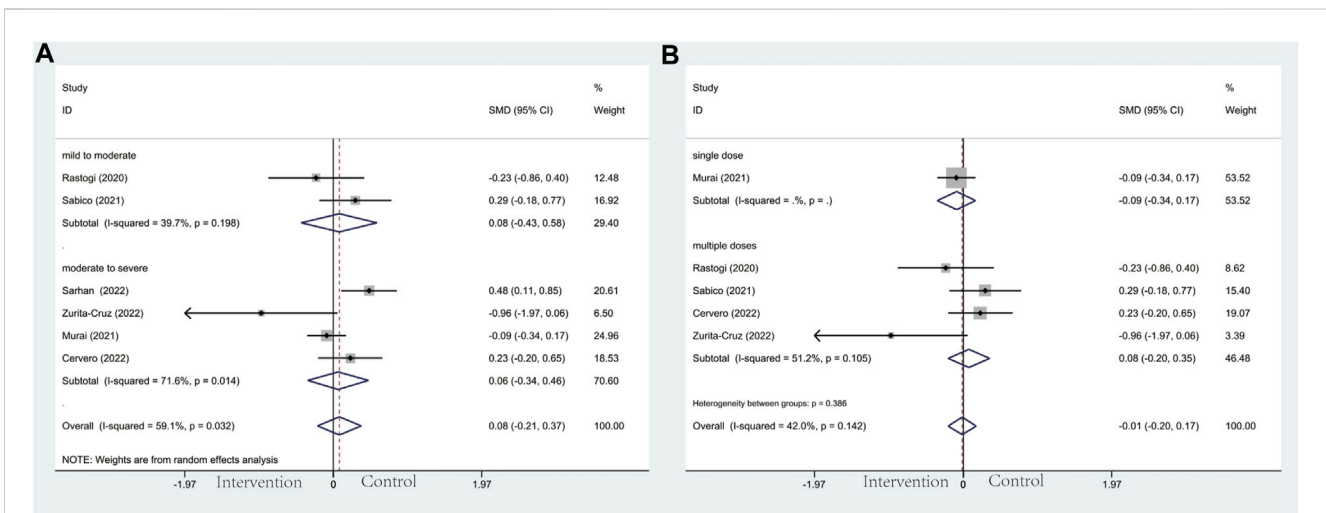 A
Study %
ID SMD (95% CI) Weight
mild to moderate
Rastogi (2020) -0.23 (-0.86, 0.40) 12.48
Sabico (2021) 0.29 (-0.18, 0.77) 16.92
Subtotal (I-squared = 39.7%, p = 0.198) 0.08 (-0.43, 0.58) 29.40
.
moderate to severe
Sarhan (2022) 0.48 (0.11, 0.85) 20.61
Zurita-Cruz (2022) -0.96 (-1.97, 0.06) 6.50
Murai (2021) -0.09 (-0.34, 0.17) 24.96
Cervero (2022) 0.23 (-0.20, 0.65) 18.53
Subtotal (I-squared = 71.6%, p = 0.014) 0.06 (-0.34, 0.46) 70.60
.
Overall (I-squared = 59.1%, p = 0.032) 0.08 (-0.21, 0.37) 100.00
NOTE: Weights are from random effects analysis
-1.97 Intervention 0 Control 1.97
B
Study %
ID SMD (95% CI) Weight
single dose
Murai (2021) -0.09 (-0.34, 0.17) 53.52
Subtotal (I-squared = .%, p = .) -0.09 (-0.34, 0.17) 53.52
multiple doses
Rastogi (2020) -0.23 (-0.86, 0.40) 8.62
Sabico (2021) 0.29 (-0.18, 0.77) 15.40
Cervero (2022) 0.23 (-0.20, 0.65) 19.07
Zurita-Cruz (2022) -0.96 (-1.97, 0.06) 3.39
Subtotal (I-squared = 51.2%, p = 0.105) 0.08 (-0.20, 0.35) 46.48
Heterogeneity between groups: p = 0.386
Overall (I-squared = 42.0%, p = 0.142) -0.01 (-0.20, 0.17) 100.00
-1.97 Intervention 0 Control 1.97